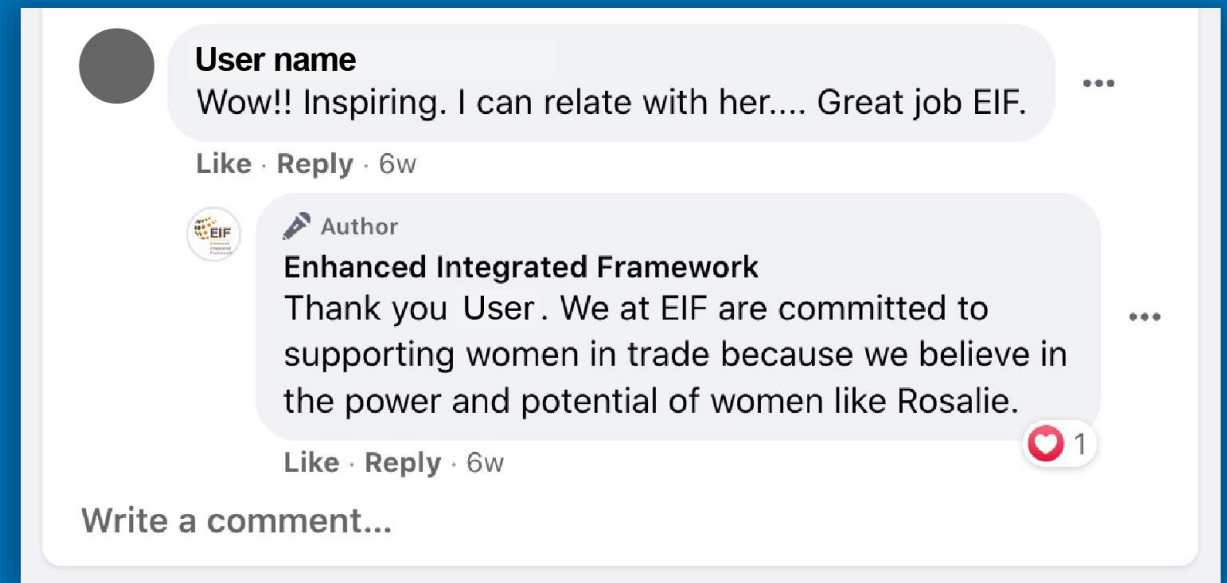 User name
Wow!! Inspiring. I can relate with her.... Great job EIF.
Like · Reply · 6w
EIF
Author
Enhanced Integrated Framework
Thank you User. We at EIF are committed to
supporting women in trade because we believe in
the power and potential of women like Rosalie.
1
Like · Reply · 6w
Write a comment...